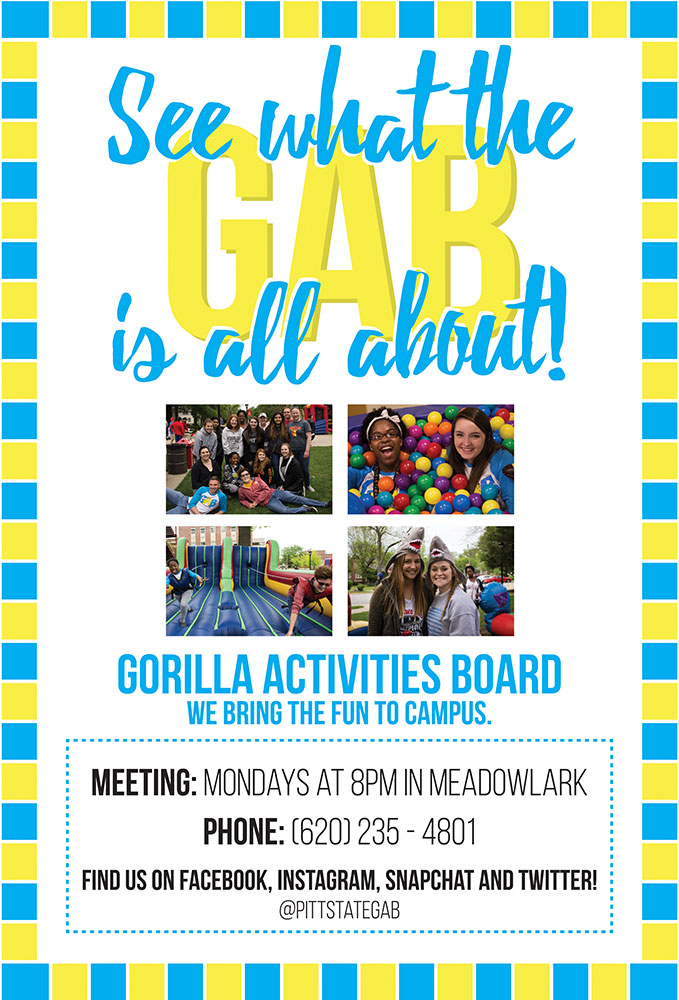 See what the
GAB
is all about!
GORILLA ACTIVITIES BOARD
WE BRING THE FUN TO CAMPUS.
MEETING: MONDAYS AT 8PM IN MEADOWLARK
PHONE: (620) 235 - 4801
FIND US ON FACEBOOK, INSTAGRAM, SNAPCHAT AND TWITTER!
@PITTSTATEGAB